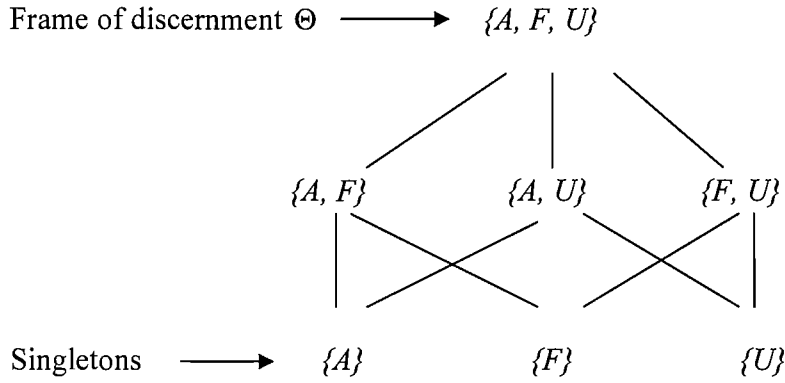 Frame of discernment Θ {A, F, U}
{A, F} {A, U} {F, U}
Singletons {A} {F} {U}